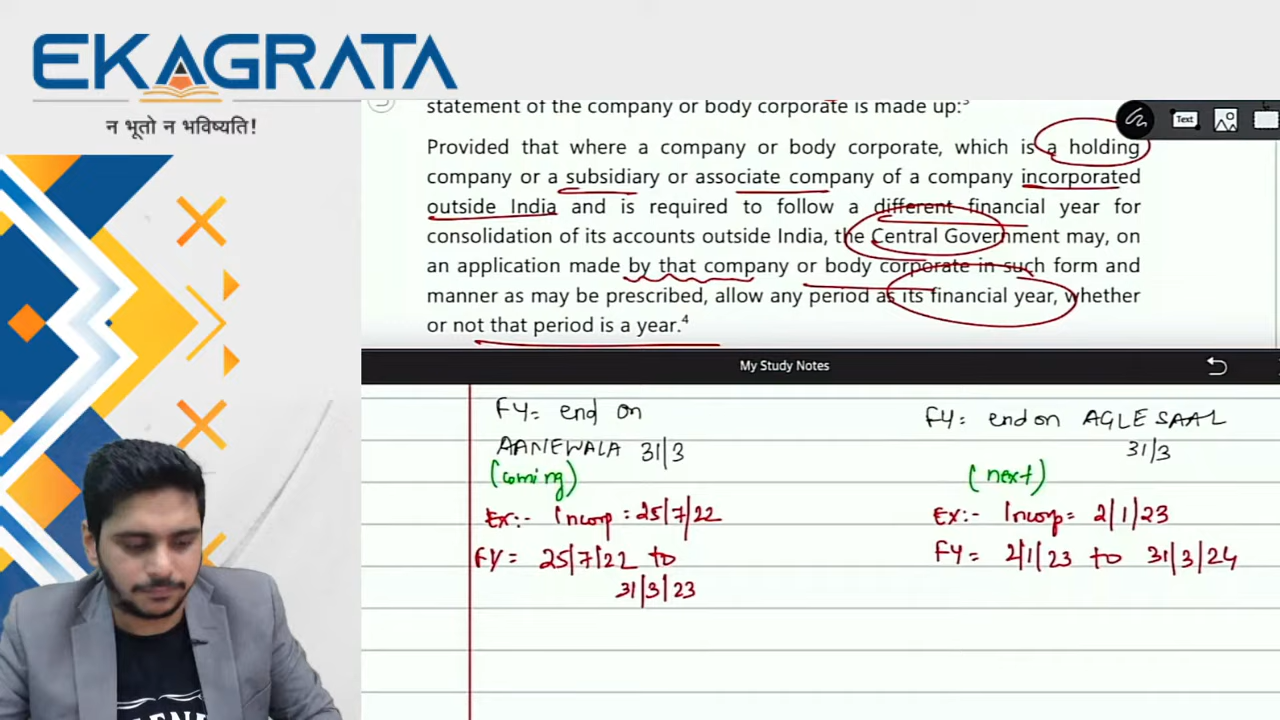 EKAGRATA
न भूतो न भविष्यति!
statement of the company or body corporate is made up:³
Text
Provided that where a company or body corporate, which is a holding
company or a subsidiary or associate company of a company incorporated
outside India and is required to follow a different financial year for
consolidation of its accounts outside India, the Central Government may, on
an application made by that company or body corporate in such form and
manner as may be prescribed, allow any period as its financial year, whether
or not that period is a year.⁴
My Study Notes
FY= end on
AANEWALA 31/3
(coming)
Ex:- Incorp = 25/7/22
FY = 25/7/22 to
31/3/23
FY = end on AGLE SAAL
31/3
(next)
Ex:- Incorp = 2/1/23
FY = 2/1/23 to 31/3/24